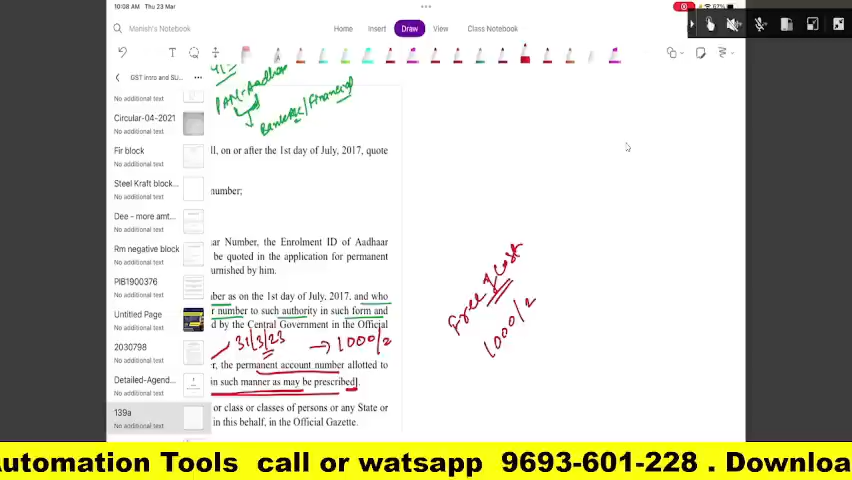 10:08 AM Thu 23 Mar
97%
Manish's Notebook
Home Insert Draw View Class Notebook
GST Intro and SU...
No additional text
Circular-04-2021
No additional text
Fir block
No additional text
Steel Kraft block...
No additional text
Dee - more amt...
No additional text
Rm negative block
No additional text
PIB1900376
No additional text
Untitled Page
No additional text
2030798
No additional text
Detailed-Agend...
No additional text
139a
No additional text
PAN-Aadhar
Financial
ll, on or after the 1st day of July, 2017, quote
number;
ar Number, the Enrolment ID of Aadhaar
be quoted in the application for permanent
urnished by him.
ber as on the 1st day of July, 2017, and who
r number to such authority in such form and
d by the Central Government in the Official
31/3/23 → 1000/2
r, the permanent account number allotted to
in such manner as may be prescribed].
or class or classes of persons or any State or
in this behalf, in the Official Gazette.
Free of cost
1000/2
Automation Tools call or watsapp 9693-601-228 . Downloa